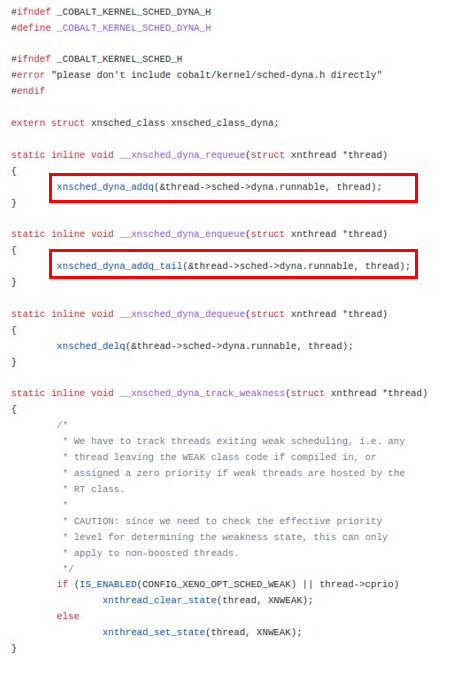 #ifndef _COBALT_KERNEL_SCHED_DYNA_H
#define _COBALT_KERNEL_SCHED_DYNA_H
#ifndef _COBALT_KERNEL_SCHED_H
#error "please don't include cobalt/kernel/sched-dyna.h directly"
#endif
extern struct xnsched_class xnsched_class_dyna;
static inline void __xnsched_dyna_requeue(struct xnthread *thread)
{
xnsched_dyna_addq(&thread->sched->dyna.runnable, thread);
}
static inline void __xnsched_dyna_enqueue(struct xnthread *thread)
{
xnsched_dyna_addq_tail(&thread->sched->dyna.runnable, thread);
}
static inline void __xnsched_dyna_dequeue(struct xnthread *thread)
{
xnsched_delq(&thread->sched->dyna.runnable, thread);
}
static inline void __xnsched_dyna_track_weakness(struct xnthread *thread)
{
/*
* We have to track threads exiting weak scheduling, i.e. any
* thread leaving the WEAK class code if compiled in, or
* assigned a zero priority if weak threads are hosted by the
* RT class.
*
* CAUTION: since we need to check the effective priority
* level for determining the weakness state, this can only
* apply to non-boosted threads.
*/
if (IS_ENABLED(CONFIG_XENO_OPT_SCHED_WEAK) || thread->cprio)
xnthread_clear_state(thread, XNWEAK);
else
xnthread_set_state(thread, XNWEAK);
}